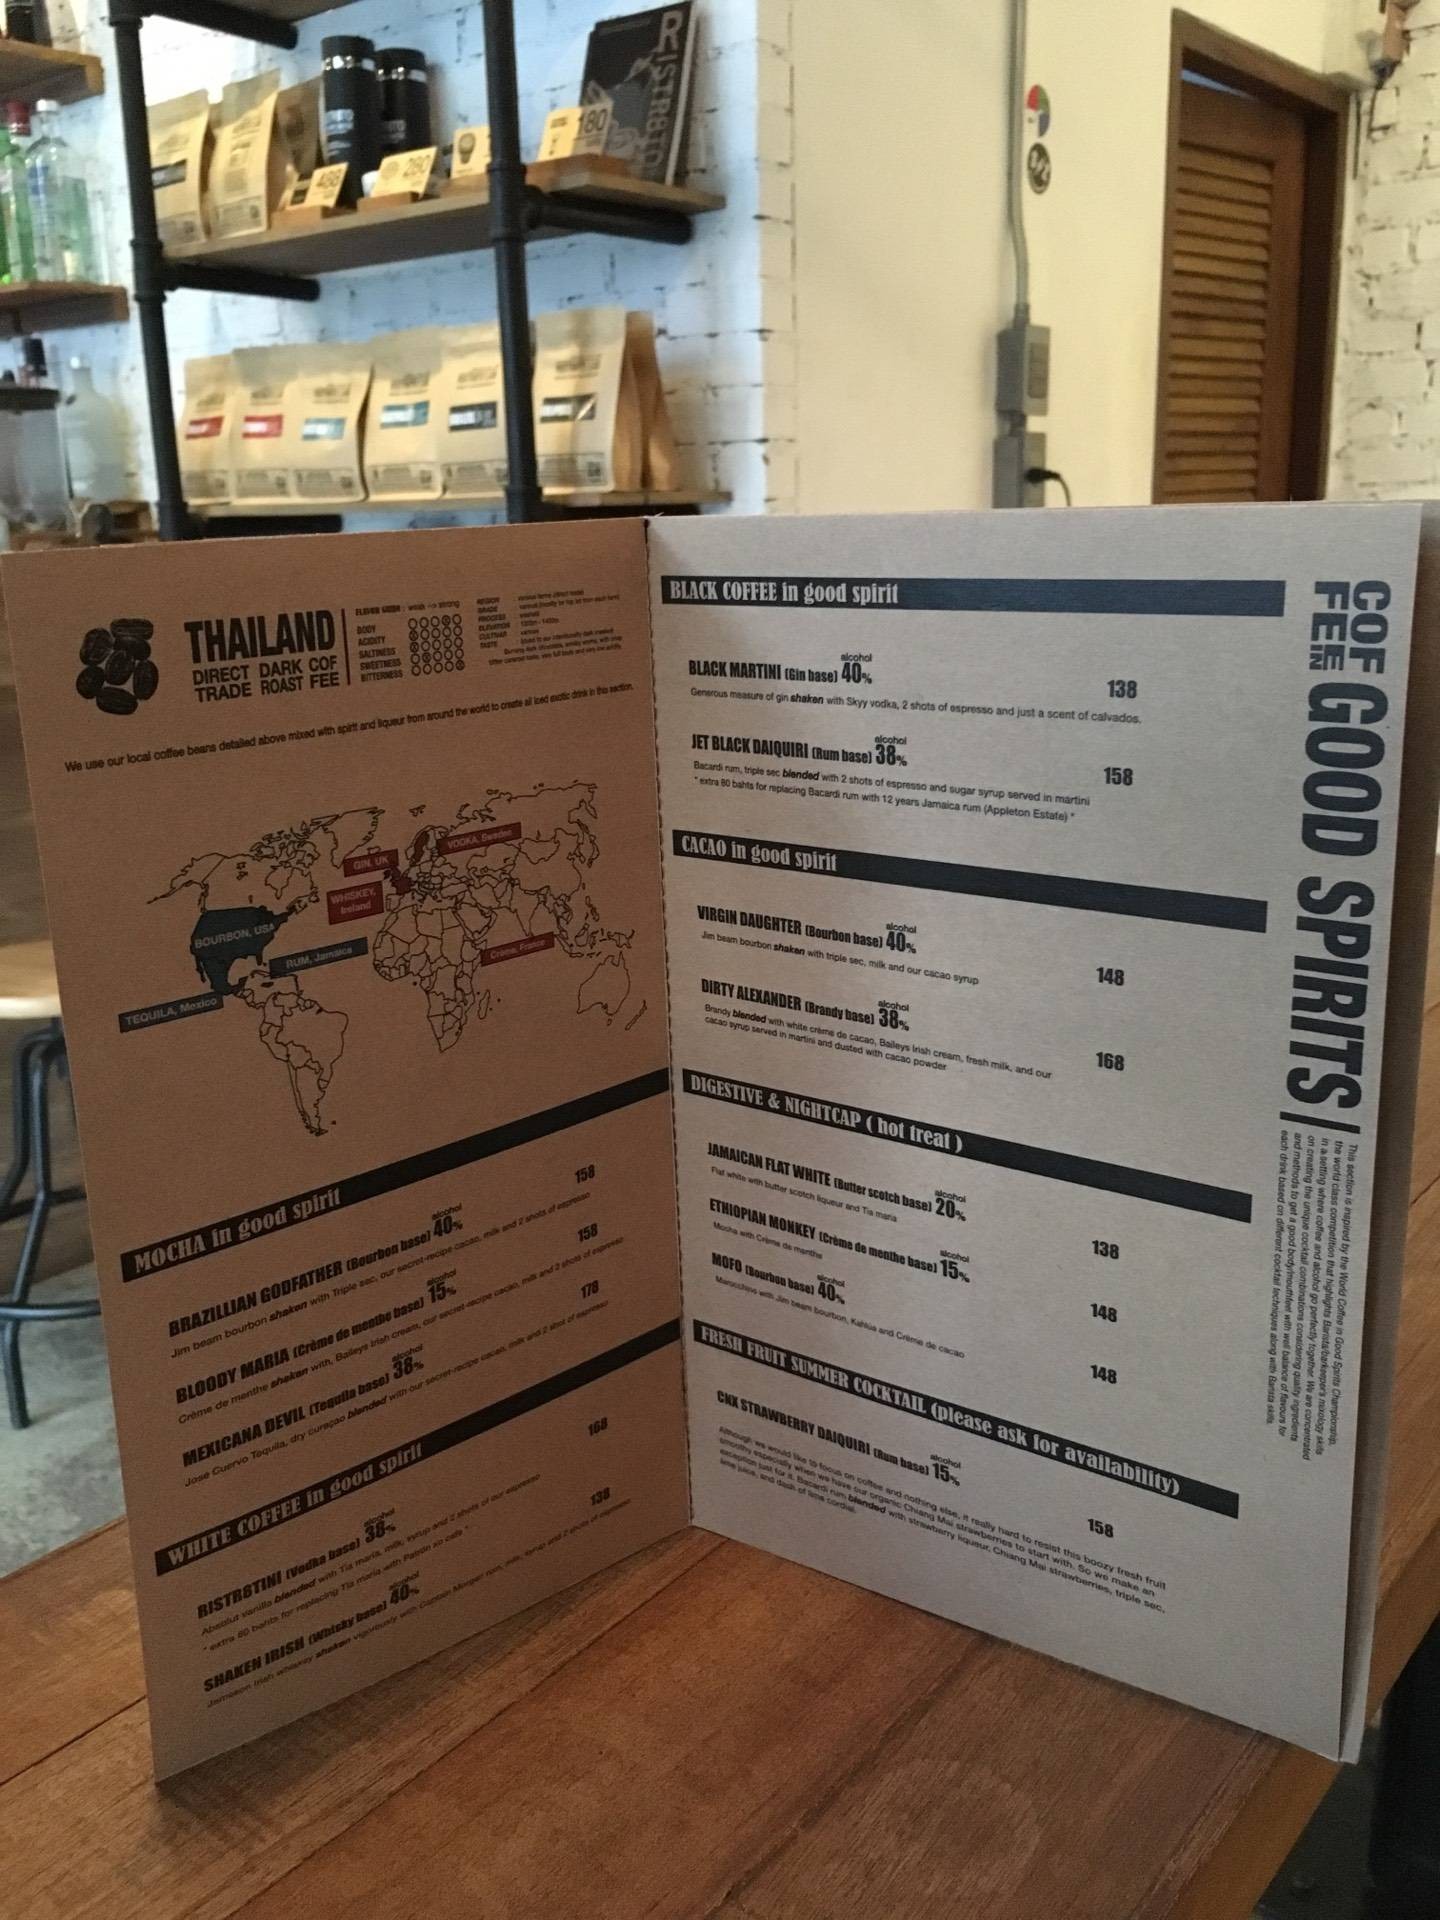 RISTR8TO
180
280
488
THAILAND
DIRECT DARK COF
TRADE ROAST FEE
FLAVOR weak -> strong
BODY
ACIDITY
SALTINESS
SWEETNESS
BITTERNESS
REGION
GRADE
PROCESS
ELEVATION
CULTIVAR
TASTE
We use our local coffee beans detailed above mixed with spirit and liqueur from around the world to create all iced exotic drink in this section.
VODKA, Sweden
GIN, UK
WHISKEY,
Ireland
BOURBON, USA
RUM, Jamaica
Crème, France
TEQUILA, Mexico
MOCHA in good spirit
158
BRAZILLIAN GODFATHER (Bourbon base) alcohol 40%
Jim beam bourbon shaken with Triple sec, our secret-recipe cacao, milk and 2 shots of espresso
158
BLOODY MARIA (Crème de menthe base) alcohol 15%
Crème de menthe shaken with, Baileys Irish cream, our secret-recipe cacao, milk and 2 shots of espresso
178
MEXICANA DEVIL (Tequila base) alcohol 38%
José Cuervo Tequila, dry curaçao blended with our secret-recipe cacao, milk and 2 shot of espresso
WHITE COFFEE in good spirit
168
RISTR8TINI (Vodka base) alcohol 38%
Absolut vanilla blended with Tia maria, milk, syrup and 2 shots of our espresso
* extra 60 bahts for replacing Tia maria with Patrón xo cafe *
138
SHAKEN IRISH (Whisky base) alcohol 40%
Jameson Irish whiskey shaken vigorously with Captain Morgan rum, milk, syrup and 2 shots of espresso
BLACK COFFEE in good spirit
BLACK MARTINI (Gin base) alcohol 40%
138
Generous measure of gin shaken with Skyy vodka, 2 shots of espresso and just a scent of calvados.
JET BLACK DAIQUIRI (Rum base) alcohol 38%
158
Bacardi rum, triple sec blended with 2 shots of espresso and sugar syrup served in martini
* extra 80 bahts for replacing Bacardi rum with 12 years Jamaica rum (Appleton Estate) *
CACAO in good spirit
VIRGIN DAUGHTER (Bourbon base) alcohol 40%
148
Jim beam bourbon shaken with triple sec, milk and our cacao syrup
DIRTY ALEXANDER (Brandy base) alcohol 38%
168
Brandy blended with white crème de cacao, Baileys Irish cream, fresh milk, and our
cacao syrup served in martini and dusted with cacao powder
DIGESTIVE & NIGHTCAP ( hot treat )
JAMAICAN FLAT WHITE (Butter scotch base) alcohol 20%
138
Flat white with butter scotch liqueur and Tia maria
ETHIOPIAN MONKEY (Crème de menthe base) alcohol 15%
148
Mocha with Crème de menthe
MOFO (Bourbon base) alcohol 40%
148
Marocchino with Jim beam bourbon, Kahlúa and Crème de cacao
FRESH FRUIT SUMMER COCKTAIL (please ask for availability)
CNX STRAWBERRY DAIQUIRI (Rum base) alcohol 15%
158
Although we would like to focus on coffee and nothing else, it really hard to resist this boozy fresh fruit
smoothy especially when we have our organic Chiang Mai strawberries to start with. So we make an
exception just for it. Bacardi rum blended with strawberry liqueur, Chiang Mai strawberries, triple sec,
lime juice, and dash of lime cordial.
COF
FEE IN GOOD SPIRITS
This section is inspired by the World Coffee in Good Spirits Championship,
the world class competition that highlights Barista/barkeeper's mixology skills
in a setting where coffee and alcohol go perfectly together. We are concentrated
on creating the unique cocktail combinations considering quality ingredients
and methods to get a good body/mouthfeel with well balance of flavours for
each drink based on different cocktail techniques along with Barista skills.